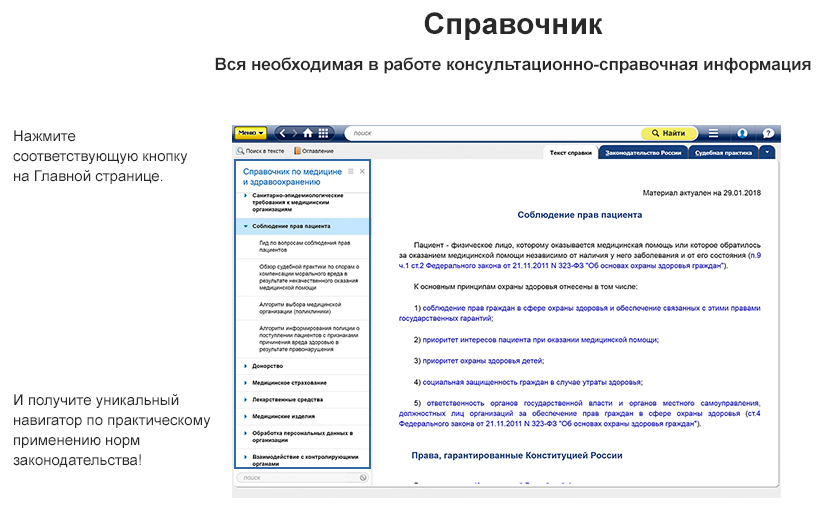 Справочник
Вся необходимая в работе консультационно-справочная информация
Нажмите
соответствующую кнопку
на Главной странице.
И получите уникальный
навигатор по практическому
применению норм
законодательства!
Меню
поиск
Найти
Поиск в тексте
Оглавление
Текст справки
Законодательство России
Судебная практика
Справочник по медицине
и здравоохранению
Санитарно-эпидемиологические
требования к медицинским
организациям
Соблюдение прав пациента
Гид по вопросам соблюдения прав
пациентов
Обзор судебной практики по спорам о
компенсации морального вреда в
результате некачественного оказания
медицинской помощи
Алгоритм выбора медицинской
организации (поликлиники)
Алгоритм информирования полиции о
поступлении пациентов с признаками
причинения вреда здоровью в
результате правонарушения
Донорство
Медицинское страхование
Лекарственные средства
Медицинские изделия
Обработка персональных данных в
организации
Взаимодействие с контролирующими
органами
поиск
Материал актуален на 29.01.2018
Соблюдение прав пациента
Пациент - физическое лицо, которому оказывается медицинская помощь или которое обратилось
за оказанием медицинской помощи независимо от наличия у него заболевания и от его состояния (п.9
ч.1 ст.2 Федерального закона от 21.11.2011 N 323-ФЗ "Об основах охраны здоровья граждан").
К основным принципам охраны здоровья отнесены в том числе:
1) соблюдение прав граждан в сфере охраны здоровья и обеспечение связанных с этими правами
государственных гарантий;
2) приоритет интересов пациента при оказании медицинской помощи;
3) приоритет охраны здоровья детей;
4) социальная защищенность граждан в случае утраты здоровья;
5) ответственность органов государственной власти и органов местного самоуправления,
должностных лиц организаций за обеспечение прав граждан в сфере охраны здоровья (ст.4
Федерального закона от 21.11.2011 N 323-ФЗ "Об основах охраны здоровья граждан").
Права, гарантированные Конституцией России